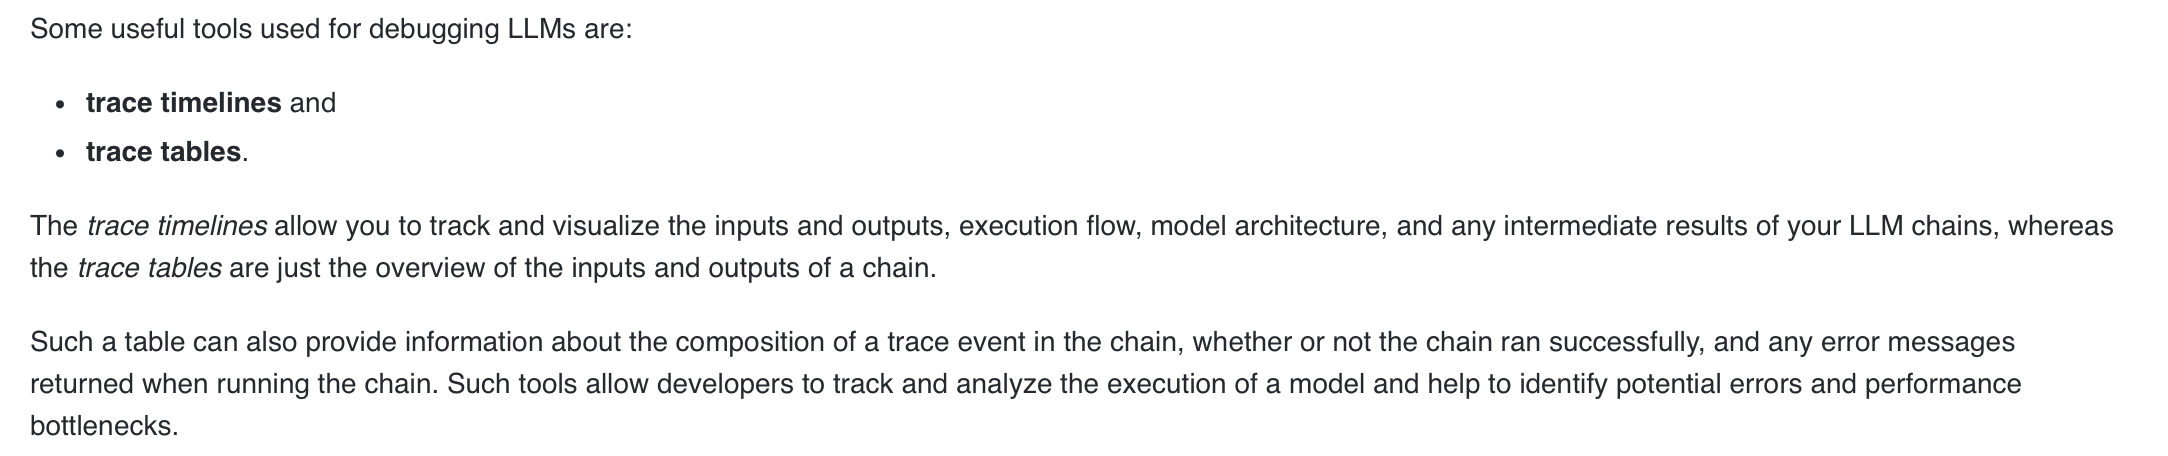 Some useful tools used for debugging LLMs are:
• trace timelines and
• trace tables.
The trace timelines allow you to track and visualize the inputs and outputs, execution flow, model architecture, and any intermediate results of your LLM chains, whereas
the trace tables are just the overview of the inputs and outputs of a chain.
Such a table can also provide information about the composition of a trace event in the chain, whether or not the chain ran successfully, and any error messages
returned when running the chain. Such tools allow developers to track and analyze the execution of a model and help to identify potential errors and performance
bottlenecks.